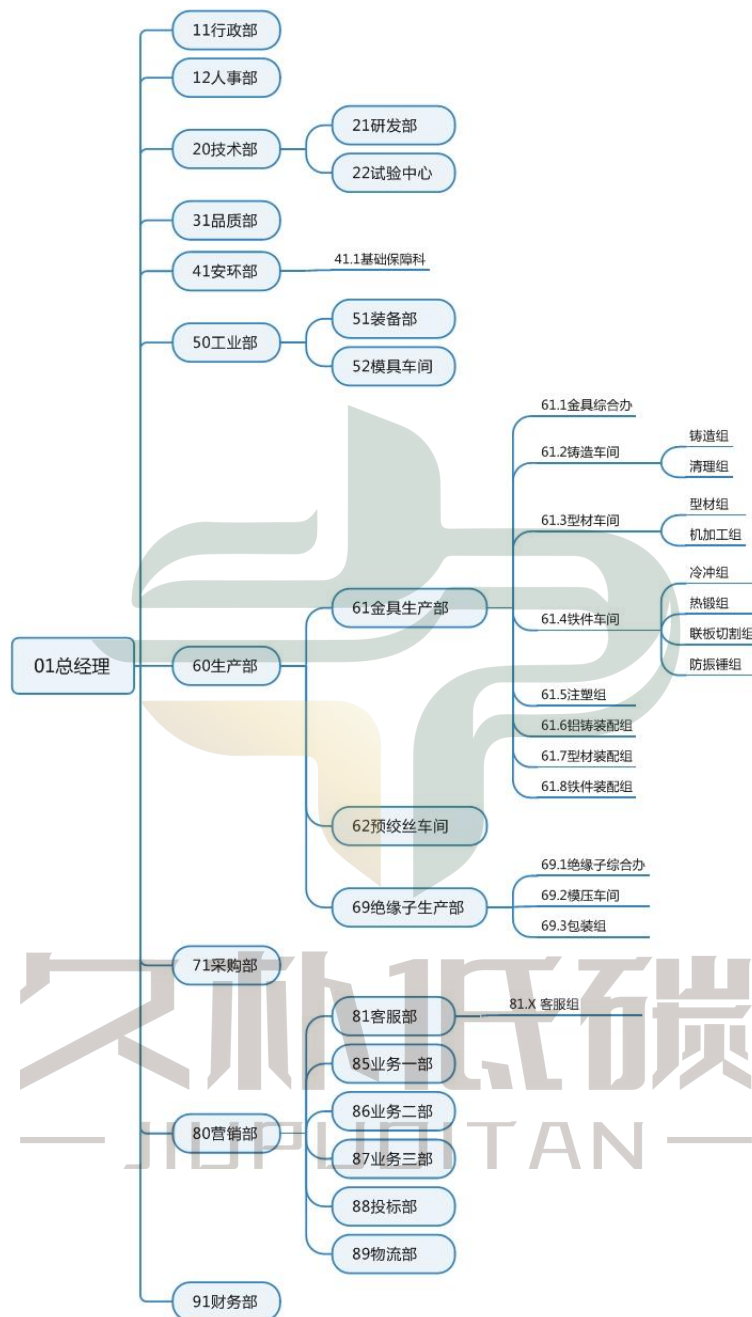 11行政部
12人事部
20技术部
21研发部
22试验中心
31品质部
41安环部
41.1基础保障科
50工业部
51装备部
52模具车间
01总经理
60生产部
61金具生产部
61.1金具综合办
61.2铸造车间
铸造组
清理组
61.3型材车间
型材组
机加工组
61.4铁件车间
冷冲组
热锻组
联板切割组
防振锤组
61.5注塑组
61.6铝铸装配组
61.7型材装配组
61.8铁件装配组
62预绞丝车间
69绝缘子生产部
69.1绝缘子综合办
69.2模压车间
69.3包装组
71采购部
80营销部
81客服部
81.X 客服组
85业务一部
86业务二部
87业务三部
88投标部
89物流部
91财务部
久朴低碳
JIUPUDITAN